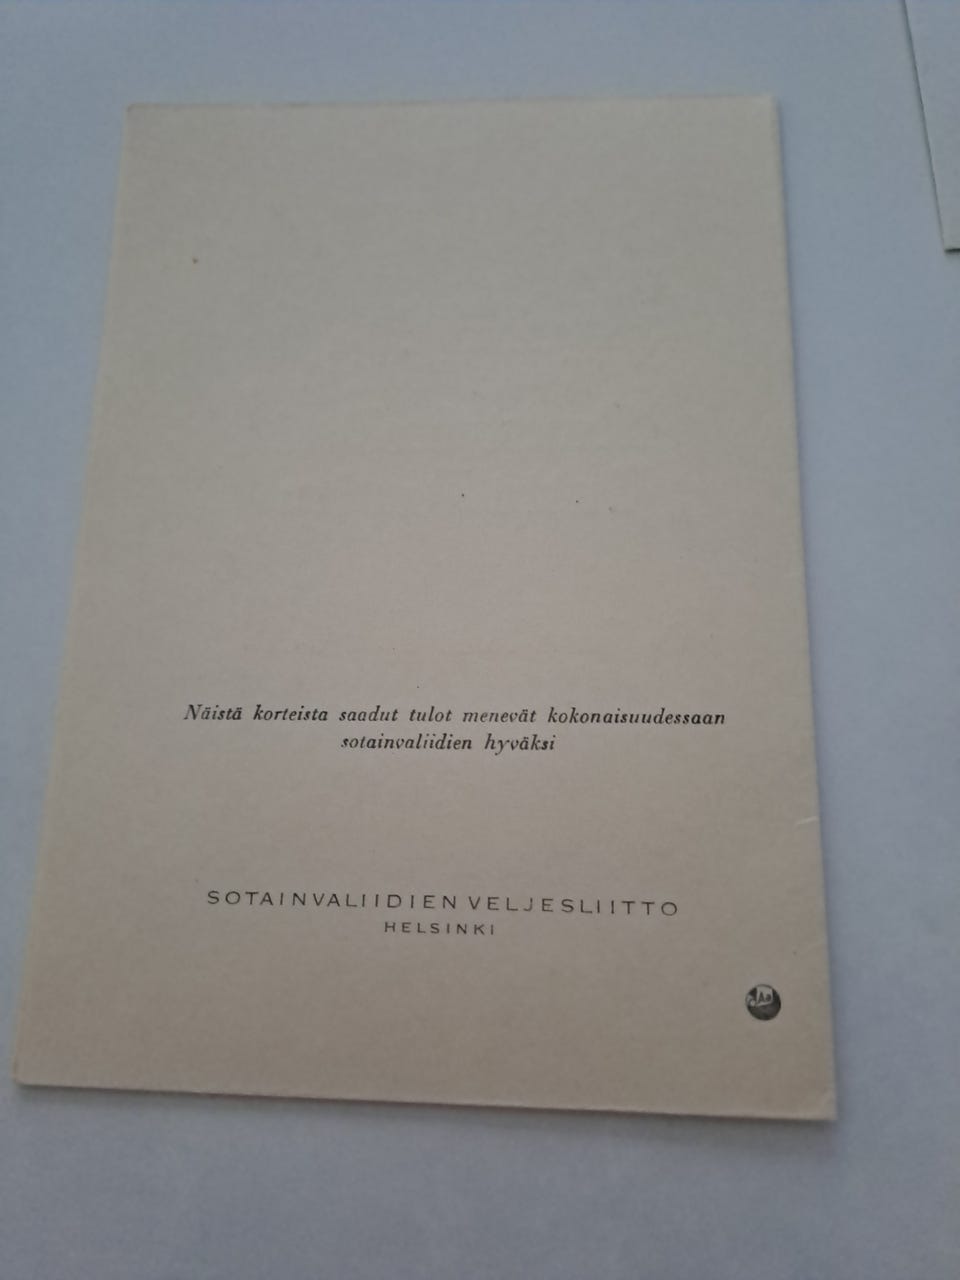 Näistä korteista saadut tulot menevät kokonaisuudessaan
sotainvaliidien hyväksi
SOTAINVALIIDIEN VELJESLIITTO
HELSINKI